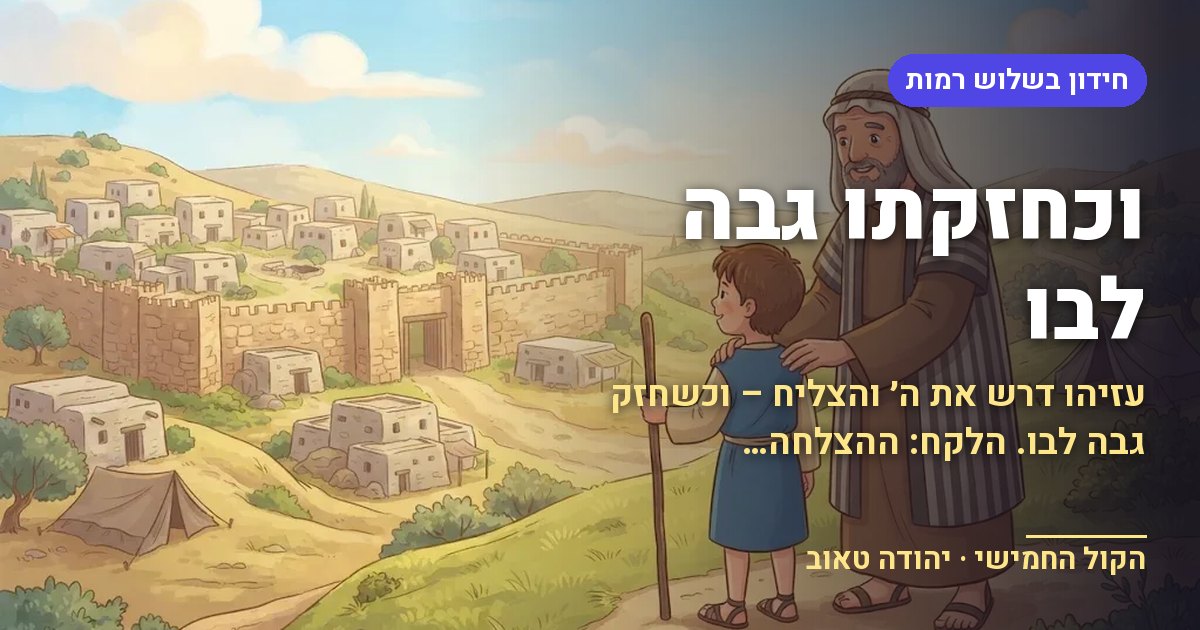 חידון בשלוש רמות
וכחזקתו גבה
לבו
עזיהו דרש את ה׳ והצליח – וכשחזק
גבה לבו. הלקח: ההצלחה...
הקול החמישי · יהודה טאוב